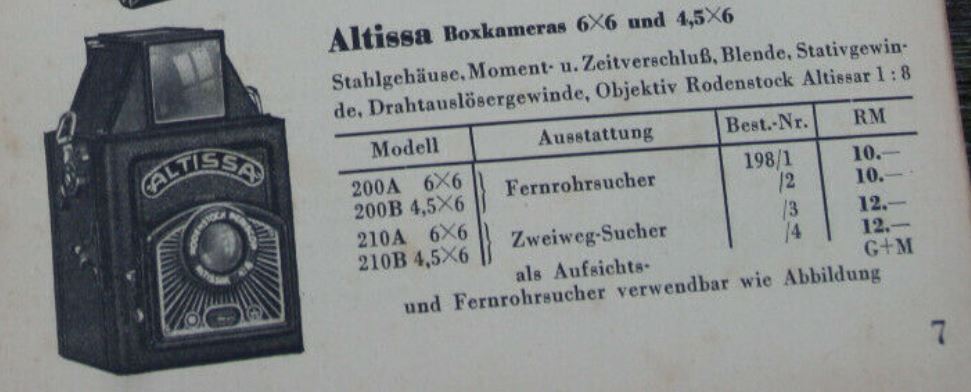 Altissa Boxkameras 6×6 und 4,5×6
Stahlgehäuse, Moment- u. Zeitverschluß, Blende, Stativgewin-
de, Drahtauslösergewinde, Objektiv Rodenstock Altissar 1 : 8
Modell Ausstattung Best.-Nr. RM
200A 6×6 Fernrohrsucher 198/1 10.—
200B 4,5×6 /2 10.—
210A 6×6 Zweiweg-Sucher /3 12.—
210B 4,5×6 /4 12.—
als Aufsichts- G+M
und Fernrohrsucher verwendbar wie Abbildung
7
ALTISSA